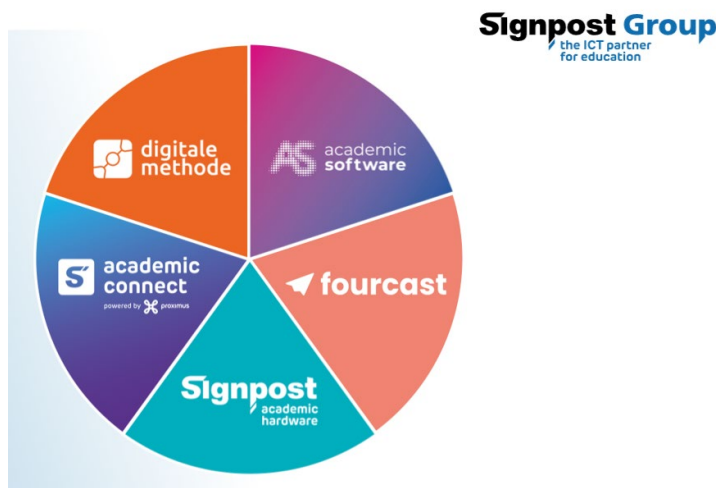 Signpost Group
the ICT partner
for education
digitale
methode
AS academic
software
S academic
connect
powered by proximus
fourcast
Signpost
academic
hardware